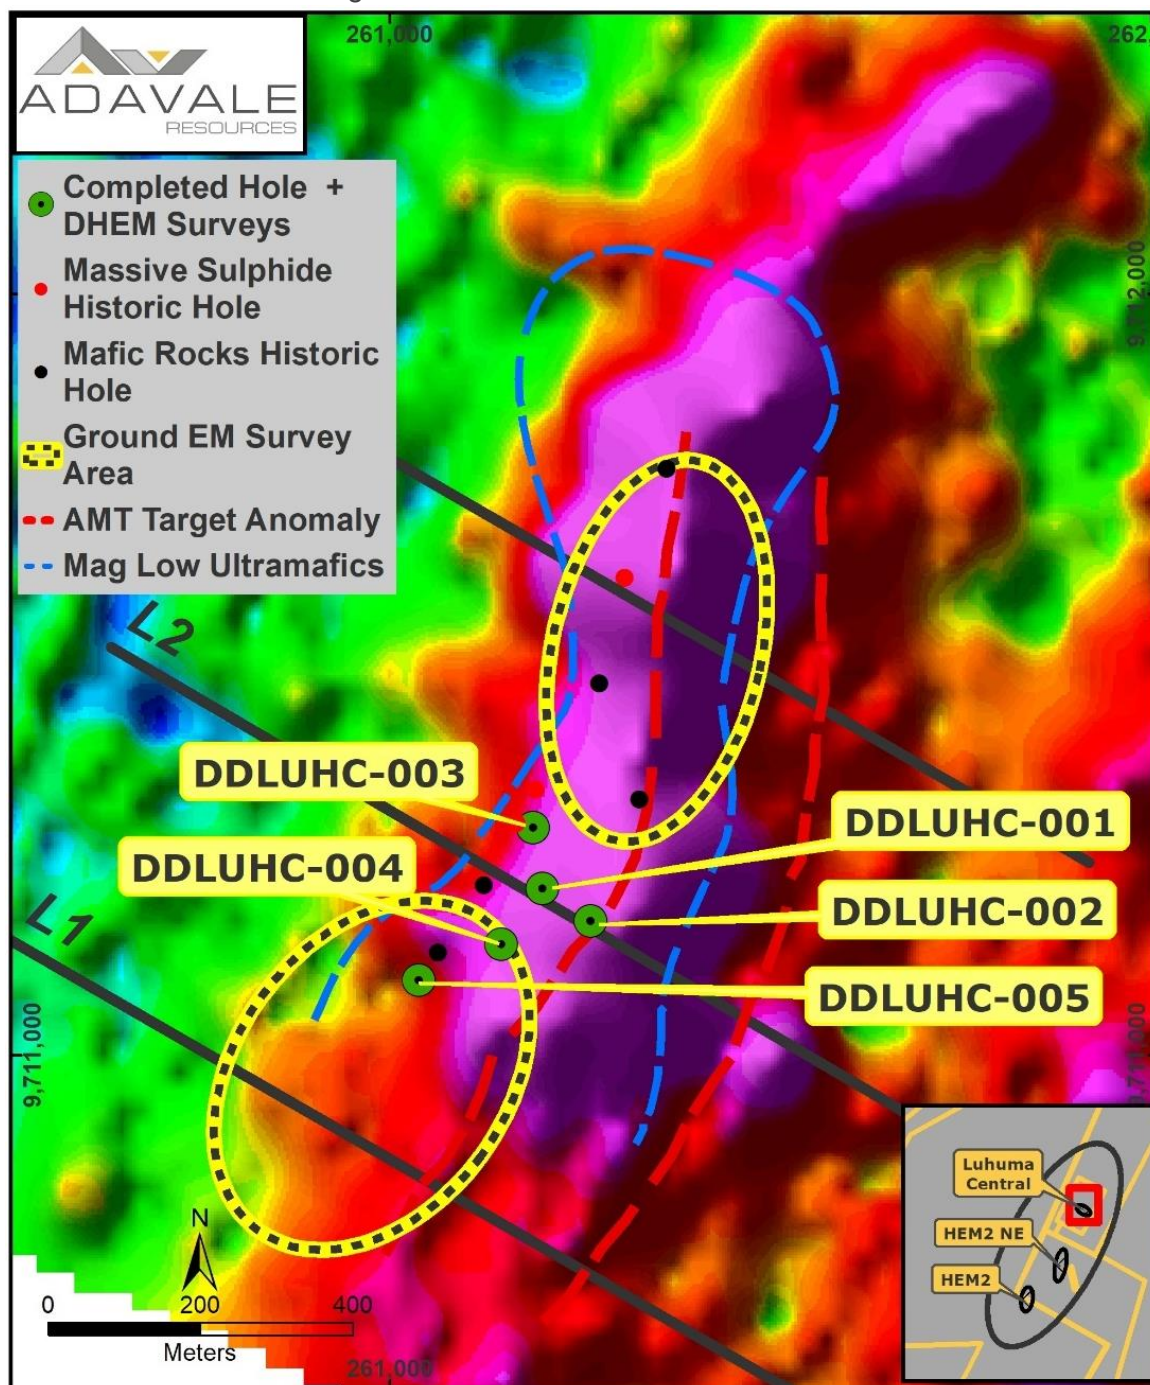 261,000
262,
ADAVALE
RESOURCES
Completed Hole +
DHEM Surveys
Massive Sulphide
Historic Hole
Mafic Rocks Historic
Hole
Ground EM Survey
Area
AMT Target Anomaly
Mag Low Ultramafics
9,712,000
L2
DDLUHC-003
DDLUHC-001
DDLUHC-004
DDLUHC-002
L1
DDLUHC-005
9,711,000
9,711,000
Luhuma
Central
HEM2 NE
HEM2
N
0 200 400
Meters
261,000